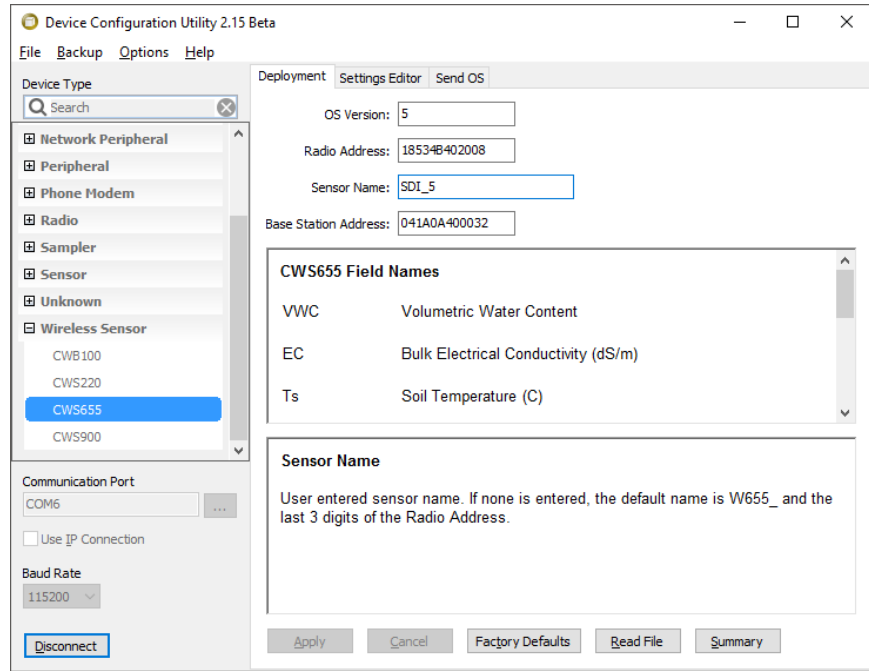 Device Configuration Utility 2.15 Beta
File Backup Options Help
Device Type
Search
Network Peripheral
Peripheral
Phone Modem
Radio
Sampler
Sensor
Unknown
Wireless Sensor
CWB100
CWS220
CWS655
CWS900
Communication Port
COM6
...
Use IP Connection
Baud Rate
115200
Disconnect
Deployment Settings Editor Send OS
OS Version: 5
Radio Address: 18534B402008
Sensor Name: SDI_5
Base Station Address: 041A0A400032
CWS655 Field Names
VWC Volumetric Water Content
EC Bulk Electrical Conductivity (dS/m)
Ts Soil Temperature (C)
Sensor Name
User entered sensor name. If none is entered, the default name is W655_ and the
last 3 digits of the Radio Address.
Apply Cancel Factory Defaults Read File Summary